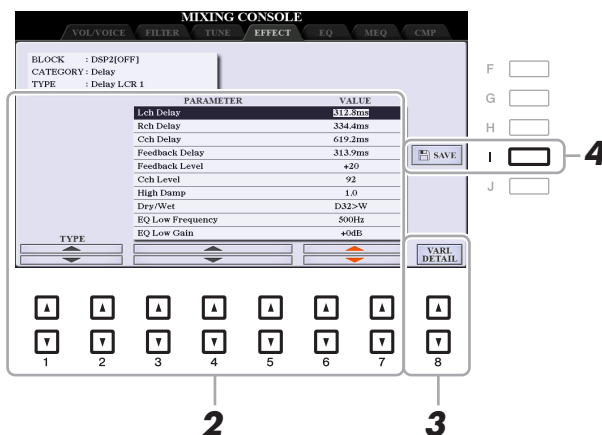 MIXING CONSOLE
VOL/VOICE FILTER TUNE EFFECT EQ MEQ CMP
BLOCK : DSP2[OFF]
CATEGORY : Delay
TYPE : Delay LCR 1
PARAMETER VALUE
Lch Delay 312.8ms
Rch Delay 334.4ms
Cch Delay 619.2ms
Feedback Delay 313.9ms
Feedback Level +20
Cch Level 92
High Damp 1.0
Dry/Wet D32>W
EQ Low Frequency 500Hz
EQ Low Gain +0dB
TYPE
SAVE
VARI. DETAIL
F
G
H
I
J
4
1 2 3 4 5 6 7 8
2 3